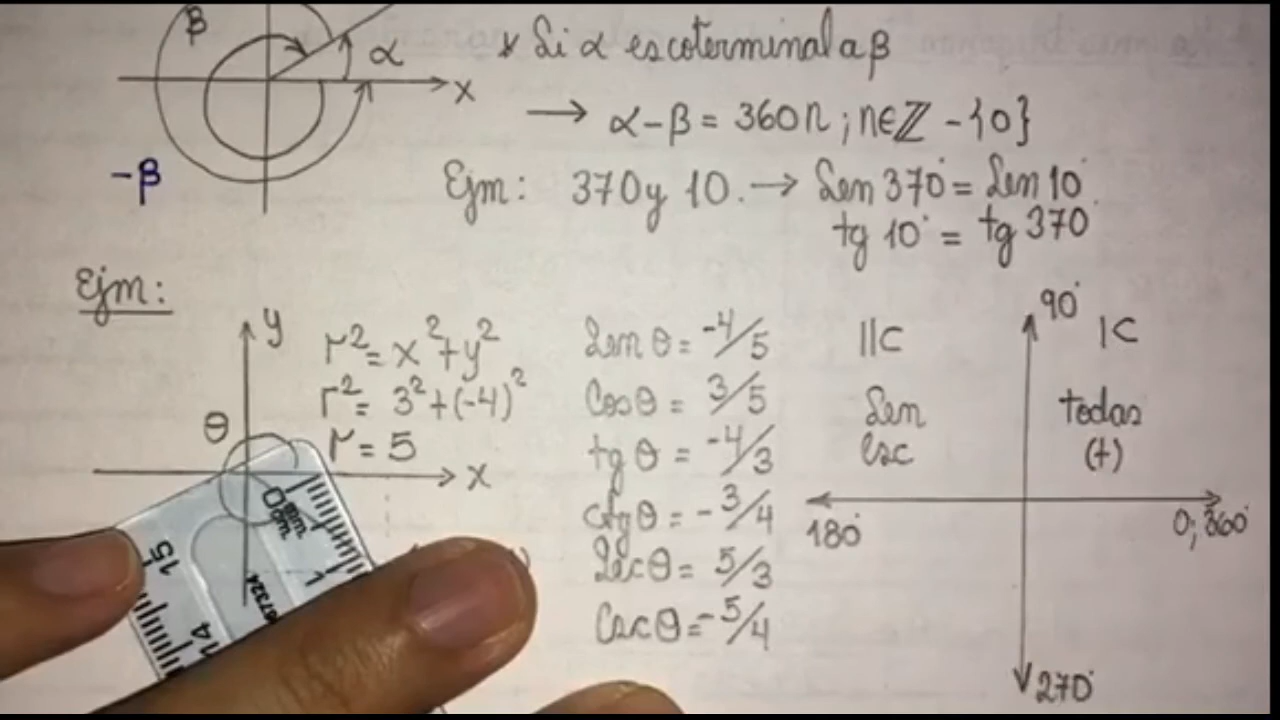 β
α
x
-β
* Si α es coterminal a β
→ α-β = 360n ; n∈ℤ -{0}
Ejm: 370 y 10. → Sen 370° = Sen 10°
tg 10° = tg 370
Ejm:
y
θ
x
r² = x² + y²
r² = 3² + (-4)²
r = 5
15
14
0
1
Sen θ = -4/5
Cos θ = 3/5
tg θ = -4/3
ctg θ = -3/4
Sec θ = 5/3
Csc θ = -5/4
90°
IIC
IC
Sen
Csc
todas
(+)
180°
0; 360°
270°